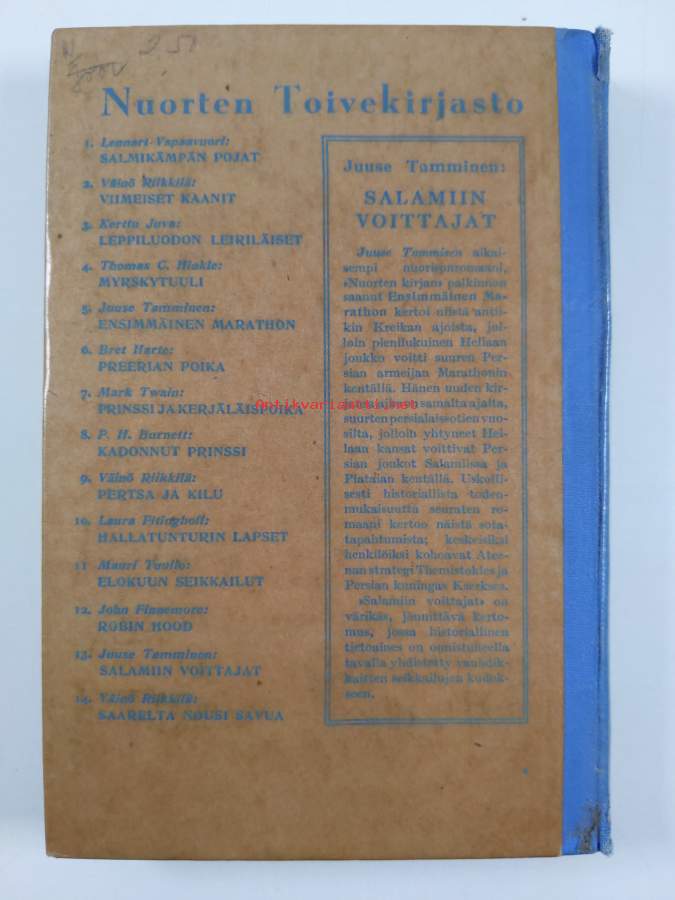 Nuorten Toivekirjasto
1. Lennart Vapaavuori:
SALMIKÄMPÄN POJAT
2. Väinö Riikkilä:
VIIMEISET KAANIT
3. Kerttu Juva:
LEPPILUODON LEIRILÄISET
4. Thomas C. Hinkle:
MYRSKYTUULI
5. Juuse Tamminen:
ENSIMMÄINEN MARATHON
6. Bret Harte:
PREERIAN POIKA
7. Mark Twain:
PRINSSI JA KERJÄLÄISPOIKA
8. F. H. Burnett:
KADONNUT PRINSSI
9. Väinö Riikkilä:
PERTSA JA KILU
10. Laura Fitinghoff:
HALLATUNTURIN LAPSET
11 Mauri Tuullo:
ELOKUUN SEIKKAILUT
12. John Finnemore:
ROBIN HOOD
13. Juuse Tamminen:
SALAMIIN VOITTAJAT
14. Väinö Riikkilä:
SAARELTA NOUSI SAVUA
Juuse Tamminen:
SALAMIIN
VOITTAJAT
Juuse Tammisen aikai-
sempi nuorisonromaani,
»Nuorten kirjan» palkinnon
saanut Ensimmäinen Ma-
rathon kertoi niistä antii-
kin Kreikan ajoista, jol-
loin pienilukuinen Hellaan
joukko voitti suuren Per-
sian armeijan Marathonin
kentällä. Hänen uuden kir-
samalta ajalta,
suurten persialaissotien vuo-
silta, jolloin yhtyneet Hel-
laan kansat voittivat Per-
sian joukot Salamiissa ja
Plataian kentällä. Uskolli-
sesti historiallista toden-
mukaisuutta seuraten ro-
maani kertoo näistä sota-
tapahtumista; keskeisiksi
henkilöiksi kohoavat Atee-
nan strategi Themistokles ja
Persian kuningas Kserkses.
»Salamiin voittajat» on
värikäs, jännittävä kerto-
mus, jossa historiallinen
tietoaines on onnistuneella
tavalla yhdistetty vauhdik-
kaitten seikkailujen kudok-
seen.
antikvariaatti.net